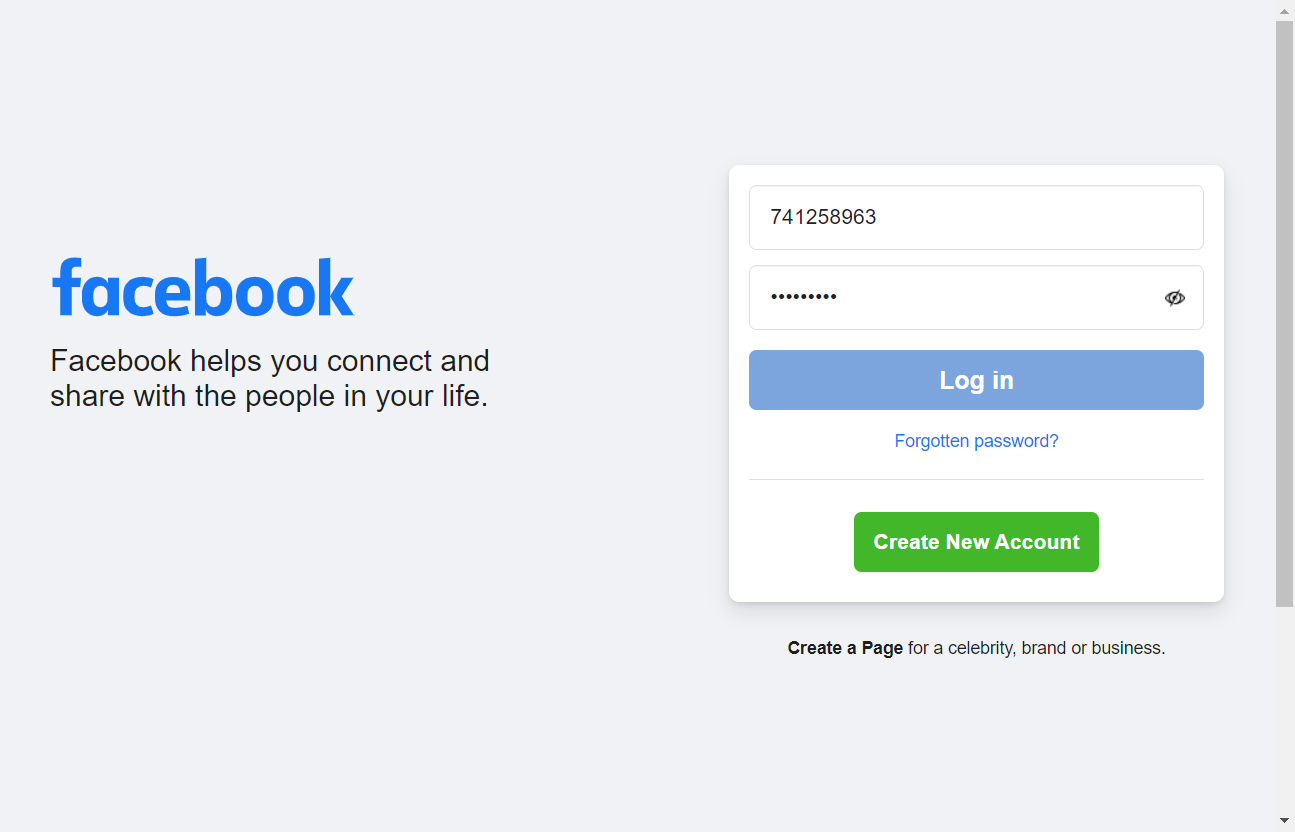 facebook
Facebook helps you connect and
share with the people in your life.
741258963
•••••••••
Log in
Forgotten password?
Create New Account
Create a Page for a celebrity, brand or business.